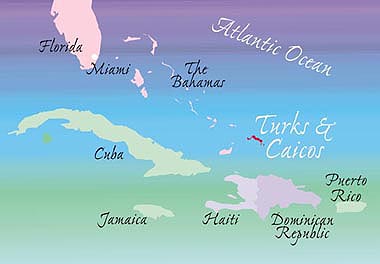 Florida
Miami
The
Bahamas
Atlantic Ocean
Turks &
Caicos
Cuba
Jamaica
Haiti
Dominican
Republic
Puerto
Rico